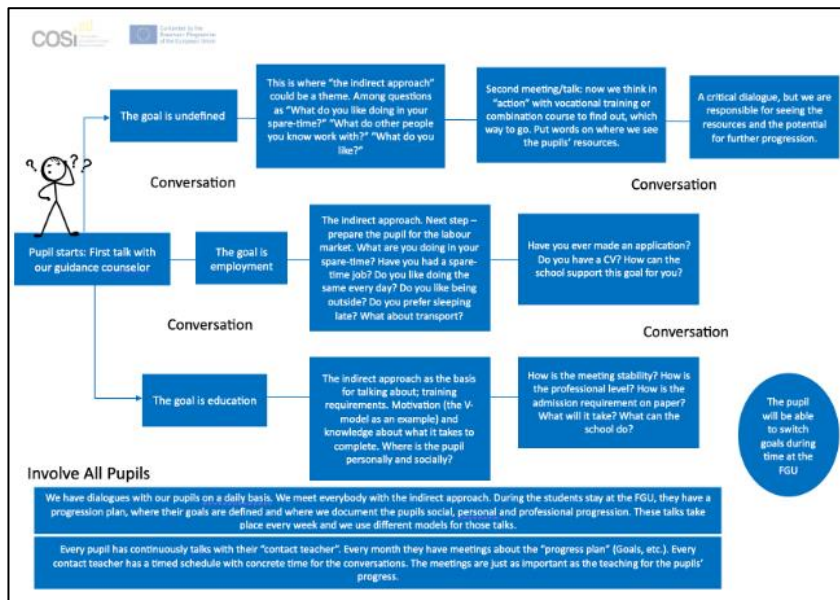 COSi
Co-funded by the
Erasmus+ Programme
of the European Union
The goal is undefined
This is where “the indirect approach”
could be a theme. Among questions
as “What do you like doing in your
spare-time?” “What do other people
you know work with?” “What do you
like?”
Second meeting/talk: now we think in
“action” with vocational training or
combination course to find out, which
way to go. Put words on where we see
the pupils’ resources.
A critical dialogue, but we are
responsible for seeing the
resources and the potential
for further progression.
? ? ?
Conversation
Conversation
Pupil starts: First talk with
our guidance counselor
The goal is
employment
The indirect approach. Next step –
prepare the pupil for the labour
market. What are you doing in your
spare-time? Have you had a spare-
time job? Do you like doing the
same every day? Do you like being
outside? Do you prefer sleeping
late? What about transport?
Have you ever made an application?
Do you have a CV? How can the
school support this goal for you?
Conversation
Conversation
The goal is education
The indirect approach as the basis
for talking about; training
requirements. Motivation (the V-
model as an example) and
knowledge about what it takes to
complete. Where is the pupil
personally and socially?
How is the meeting stability? How is
the professional level? How is the
admission requirement on paper?
What will it take? What can the
school do?
The pupil
will be able
to switch
goals during
time at the
FGU
Involve All Pupils
We have dialogues with our pupils on a daily basis. We meet everybody with the indirect approach. During the students stay at the FGU, they have a
progression plan, where their goals are defined and where we document the pupils social, personal and professional progression. These talks take
place every week and we use different models for those talks.
Every pupil has continuously talks with their “contact teacher”. Every month they have meetings about the “progress plan” (Goals, etc.). Every
contact teacher has a timed schedule with concrete time for the conversations. The meetings are just as important as the teaching for the pupils’
progress.